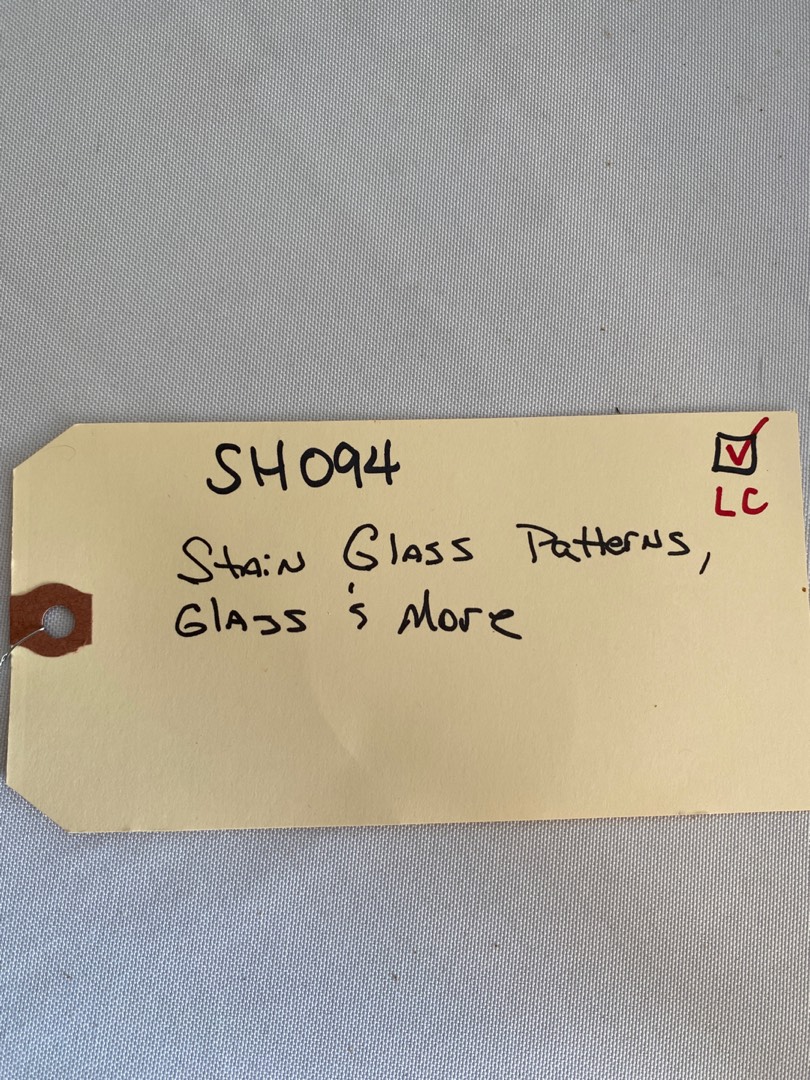 SH094
☑
LC
Stain Glass Patterns,
Glass & More